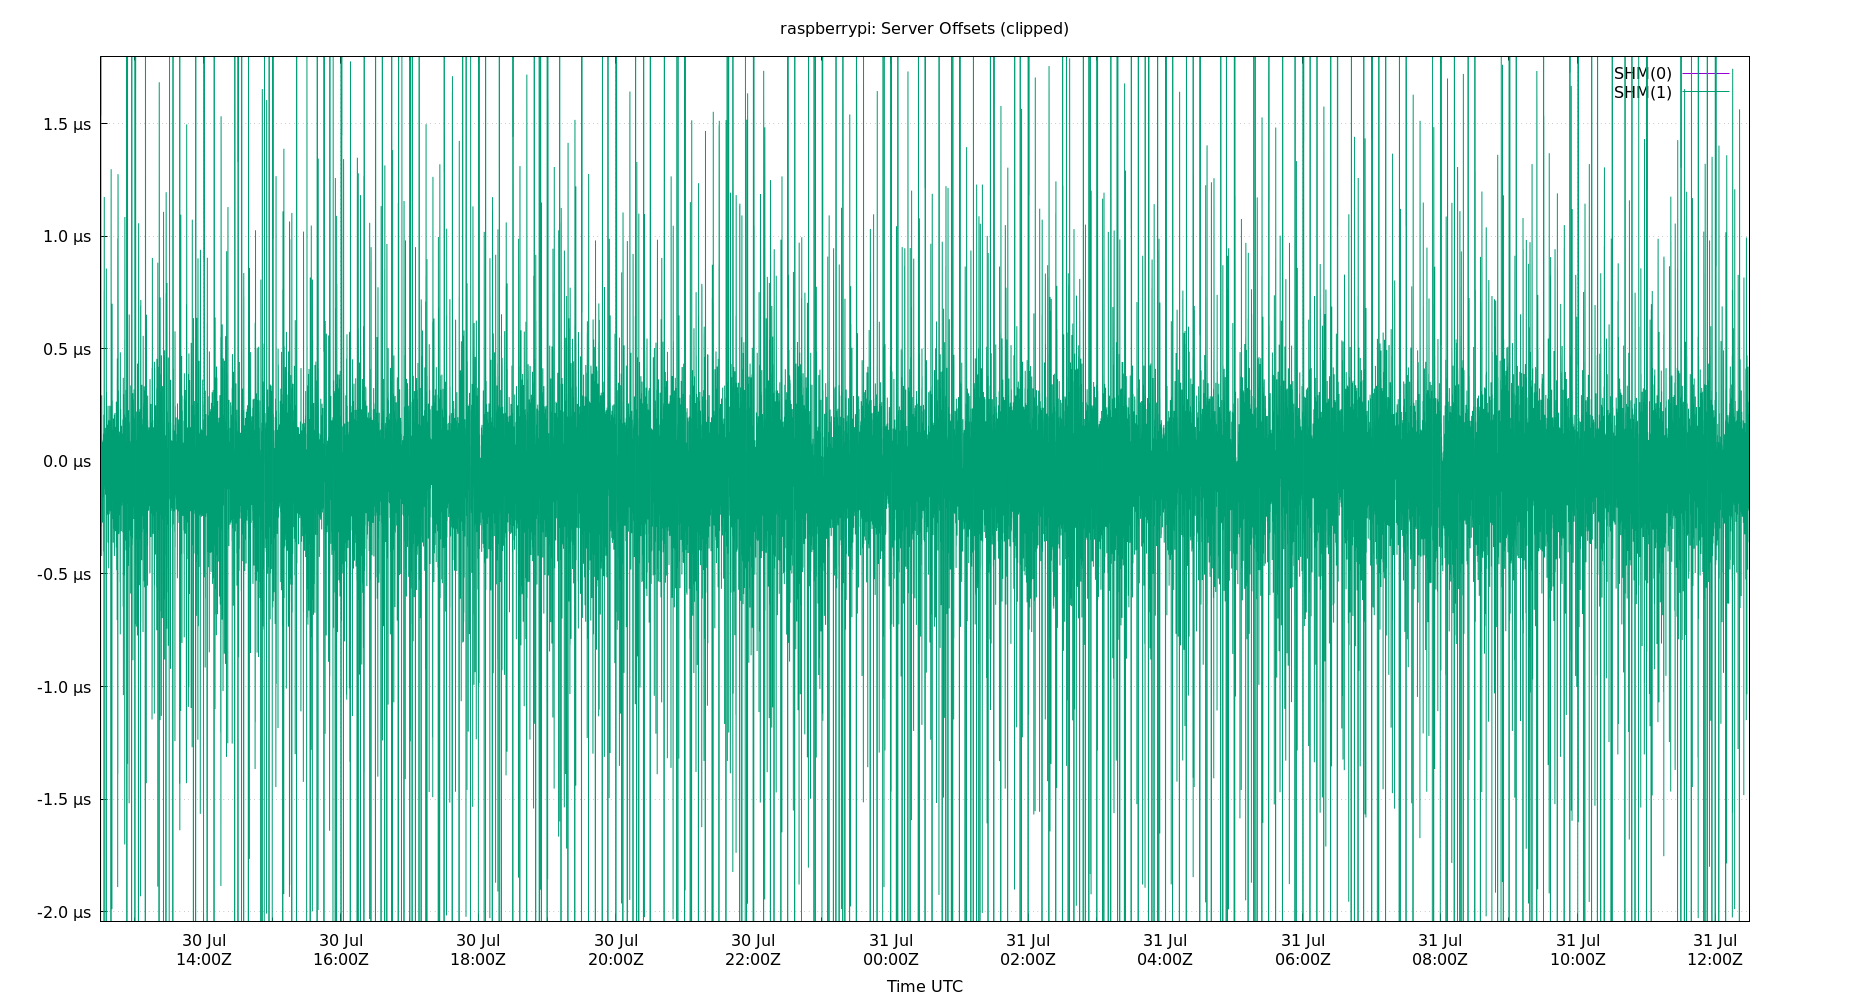 raspberrypi: Server Offsets (clipped)
SHM(0)
SHM(1)
1.5 µs
1.0 µs
0.5 µs
0.0 µs
-0.5 µs
-1.0 µs
-1.5 µs
-2.0 µs
30 Jul 30 Jul 30 Jul 30 Jul 30 Jul 31 Jul 31 Jul 31 Jul 31 Jul 31 Jul 31 Jul 31 Jul
14:00Z 16:00Z 18:00Z 20:00Z 22:00Z 00:00Z 02:00Z 04:00Z 06:00Z 08:00Z 10:00Z 12:00Z
Time UTC